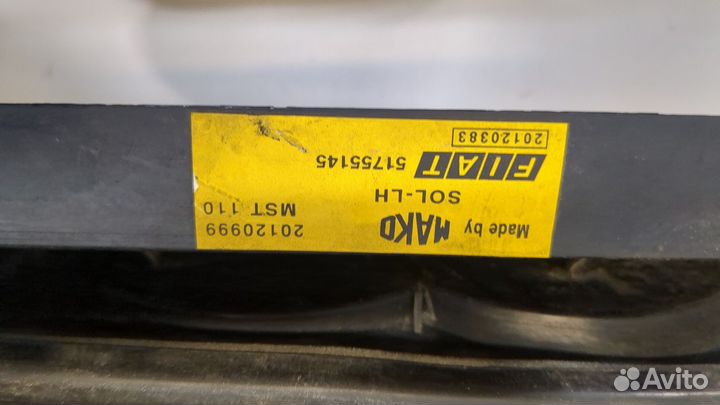 Made by MAKO 20120999
SOL-LH MST 110
FIAT 51755145
20120383
Avito